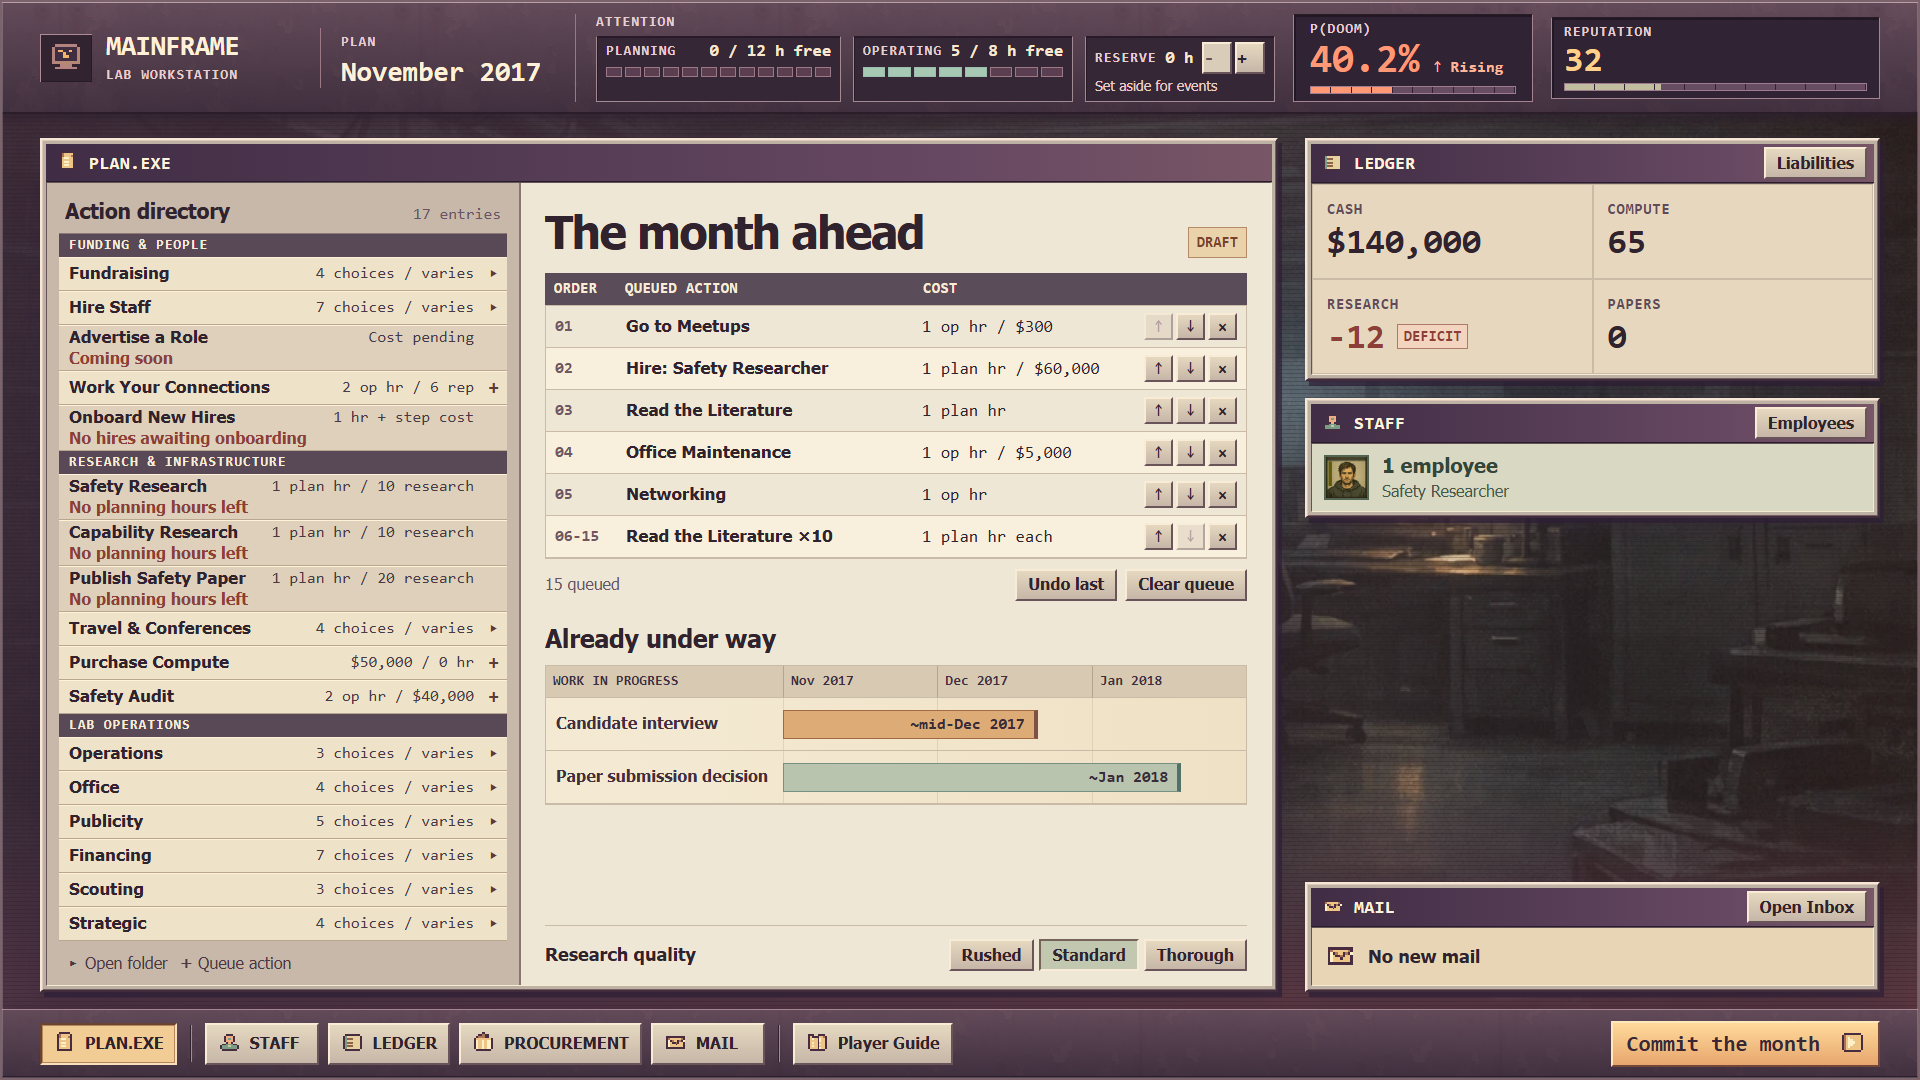 MAINFRAME
LAB WORKSTATION
PLAN
November 2017
ATTENTION
PLANNING 0 / 12 h free
OPERATING 5 / 8 h free
RESERVE 0 h - +
Set aside for events
P(DOOM)
40.2% ↑ Rising
REPUTATION
32
PLAN.EXE
Action directory 17 entries
FUNDING & PEOPLE
Fundraising 4 choices / varies ▸
Hire Staff 7 choices / varies ▸
Advertise a Role Cost pending
Coming soon
Work Your Connections 2 op hr / 6 rep +
Onboard New Hires 1 hr + step cost
No hires awaiting onboarding
RESEARCH & INFRASTRUCTURE
Safety Research 1 plan hr / 10 research
No planning hours left
Capability Research 1 plan hr / 10 research
No planning hours left
Publish Safety Paper 1 plan hr / 20 research
No planning hours left
Travel & Conferences 4 choices / varies ▸
Purchase Compute $50,000 / 0 hr +
Safety Audit 2 op hr / $40,000 +
LAB OPERATIONS
Operations 3 choices / varies ▸
Office 4 choices / varies ▸
Publicity 5 choices / varies ▸
Financing 7 choices / varies ▸
Scouting 3 choices / varies ▸
Strategic 4 choices / varies ▸
▸ Open folder + Queue action
The month ahead
DRAFT
ORDER QUEUED ACTION COST
01 Go to Meetups 1 op hr / $300 ↑ ↓ ×
02 Hire: Safety Researcher 1 plan hr / $60,000 ↑ ↓ ×
03 Read the Literature 1 plan hr ↑ ↓ ×
04 Office Maintenance 1 op hr / $5,000 ↑ ↓ ×
05 Networking 1 op hr ↑ ↓ ×
06-15 Read the Literature ×10 1 plan hr each ↑ ↓ ×
15 queued Undo last Clear queue
Already under way
WORK IN PROGRESS Nov 2017 Dec 2017 Jan 2018
Candidate interview ~mid-Dec 2017
Paper submission decision ~Jan 2018
Research quality Rushed Standard Thorough
LEDGER Liabilities
CASH
$140,000
COMPUTE
65
RESEARCH
-12 DEFICIT
PAPERS
0
STAFF Employees
1 employee
Safety Researcher
MAIL Open Inbox
No new mail
PLAN.EXE STAFF LEDGER PROCUREMENT MAIL Player Guide Commit the month